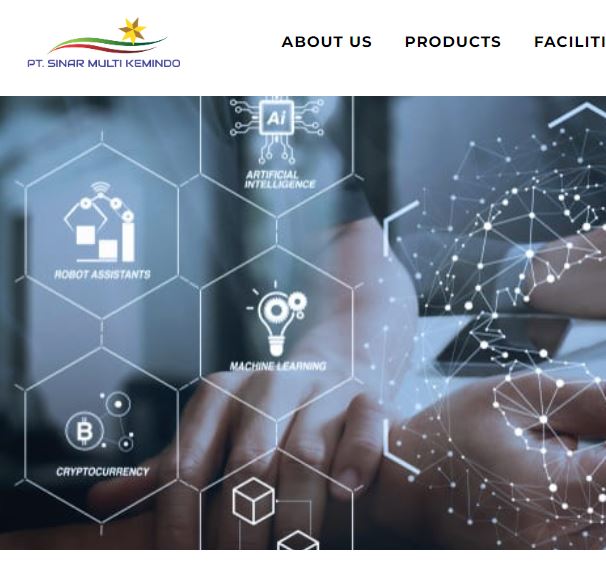 PT. SINAR MULTI KEMINDO
ABOUT US
PRODUCTS
FACILITI
Ai
ARTIFICIAL
INTELLIGENCE
ROBOT ASSISTANTS
MACHINE LEARNING
B
CRYPTOCURRENCY